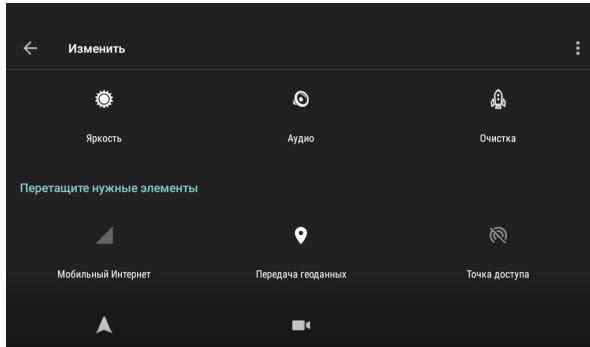 Изменить
Яркость
Аудио
Очистка
Перетащите нужные элементы
Мобильный Интернет
Передача геоданных
Точка доступа